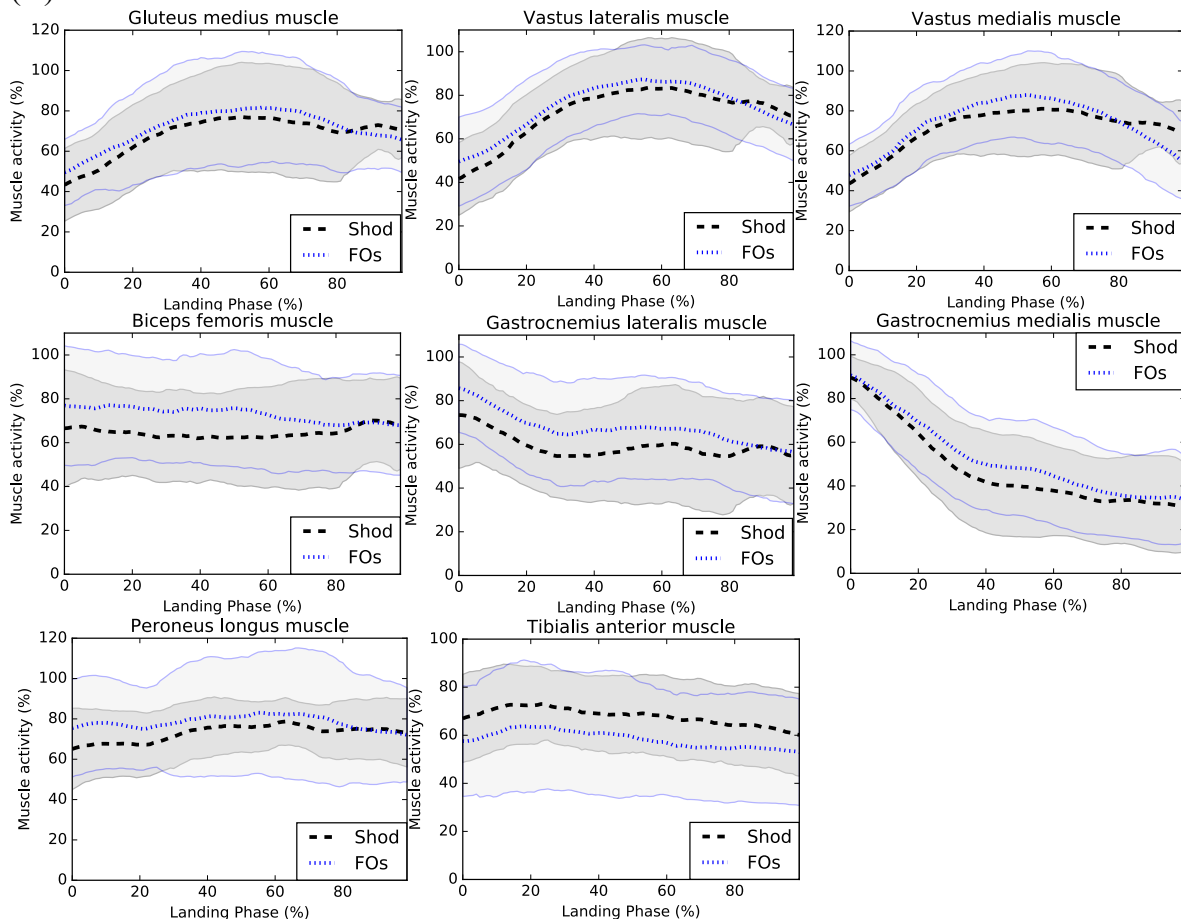 Gluteus medius muscle
Muscle activity (%)
120
100
80
60
40
20
0
0 20 40 60 80
Landing Phase (%)
Shod
FOs
Vastus lateralis muscle
Muscle activity (%)
100
80
60
40
20
0
0 20 40 60 80
Landing Phase (%)
Shod
FOs
Vastus medialis muscle
Muscle activity (%)
120
100
80
60
40
20
0
0 20 40 60 80
Landing Phase (%)
Shod
FOs
Biceps femoris muscle
Muscle activity (%)
100
80
60
40
20
0
0 20 40 60 80
Landing Phase (%)
Shod
FOs
Gastrocnemius lateralis muscle
Muscle activity (%)
100
80
60
40
20
0
0 20 40 60 80
Landing Phase (%)
Shod
FOs
Gastrocnemius medialis muscle
Muscle activity (%)
100
80
60
40
20
0
0 20 40 60 80
Landing Phase (%)
Shod
FOs
Peroneus longus muscle
Muscle activity (%)
120
100
80
60
40
20
0
0 20 40 60 80
Landing Phase (%)
Shod
FOs
Tibialis anterior muscle
Muscle activity (%)
100
80
60
40
20
0
0 20 40 60 80
Landing Phase (%)
Shod
FOs